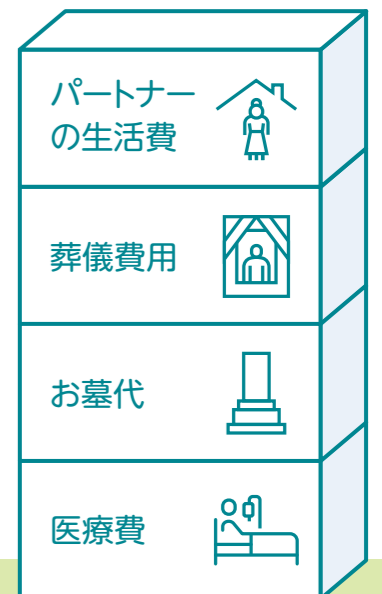 パートナー
の生活費
葬儀費用
お墓代
医療費